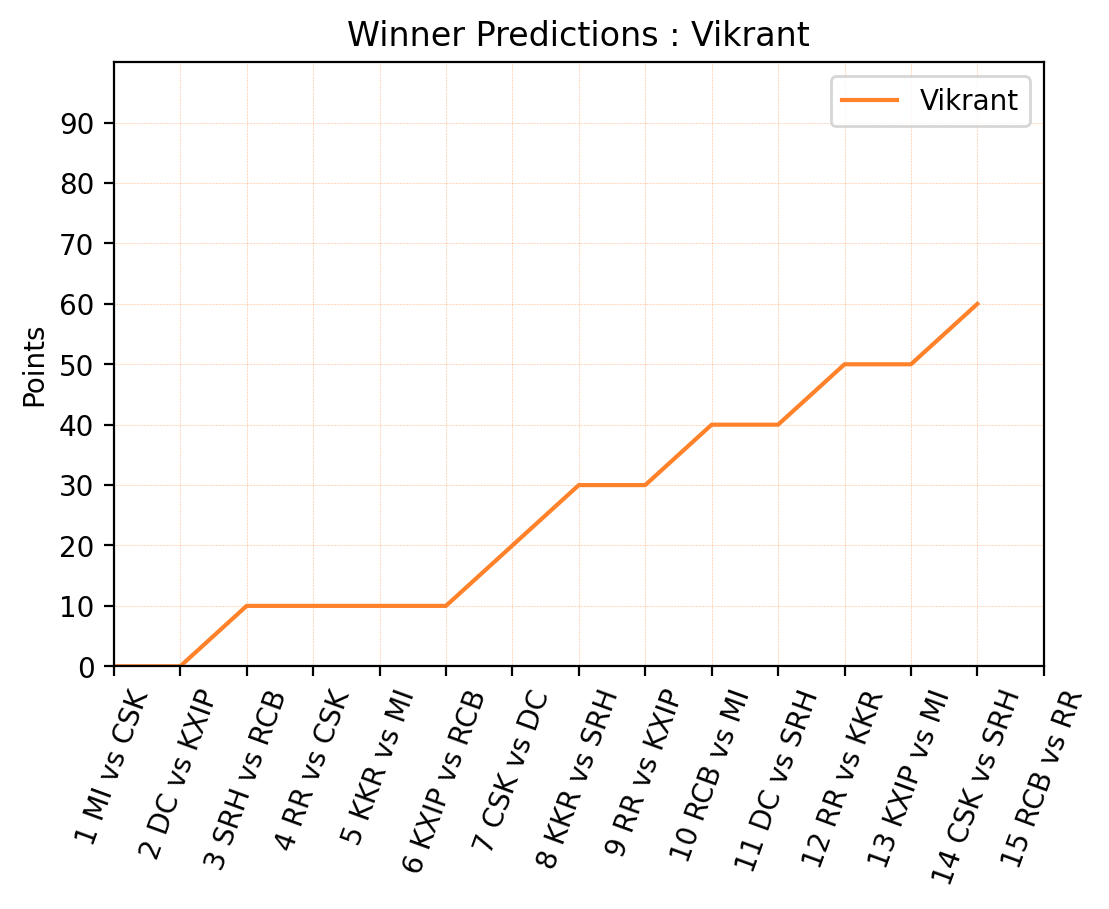 Winner Predictions : Vikrant
Vikrant
Points
90
80
70
60
50
40
30
20
10
0
1 MI vs CSK
2 DC vs KXIP
3 SRH vs RCB
4 RR vs CSK
5 KKR vs MI
6 KXIP vs RCB
7 CSK vs DC
8 KKR vs SRH
9 RR vs KXIP
10 RCB vs MI
11 DC vs SRH
12 RR vs KKR
13 KXIP vs MI
14 CSK vs SRH
15 RCB vs RR